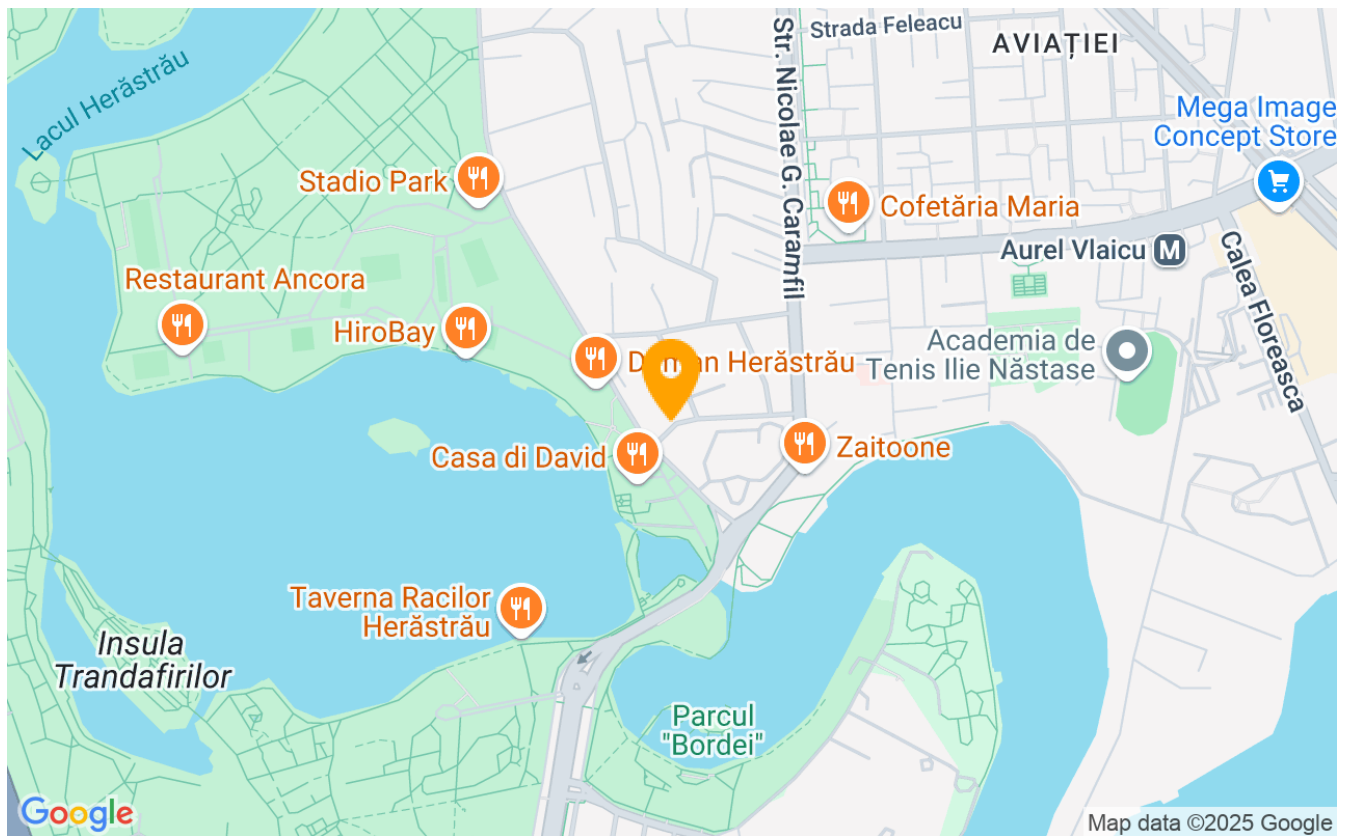 Strada Feleacu
AVIAȚIEI
Lacul Herăstrău
Str. Nicolae G. Caramfil
Mega Image
Concept Store
Stadio Park
Cofetăria Maria
Aurel Vlaicu M
Calea Floreasca
Restaurant Ancora
HiroBay
Herăstrău
Academia de
Tenis Ilie Năstase
Casa di David
Zaitoone
Taverna Racilor
Herăstrău
Insula
Trandafirilor
Parcul
"Bordei"
Google
Map data ©2025 Google